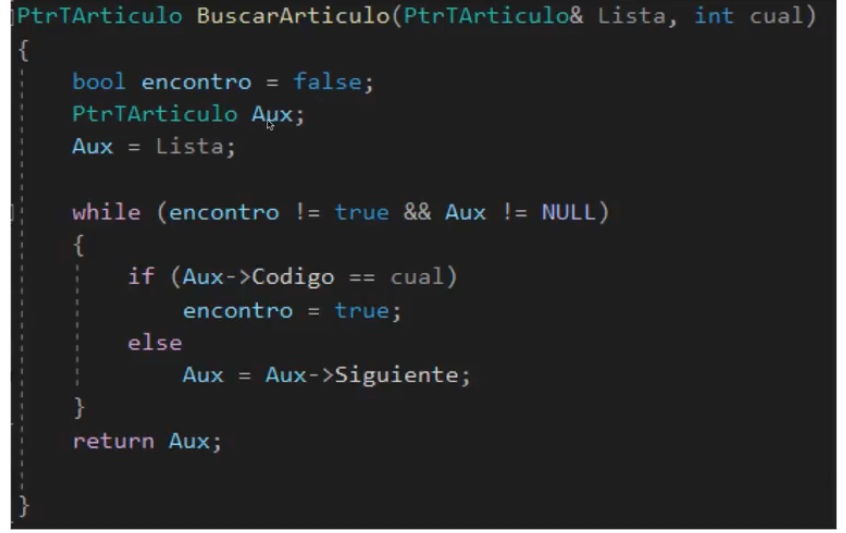 PtrTArticulo BuscarArticulo(PtrTArticulo& Lista, int cual)
{
bool encontro = false;
PtrTArticulo Aux;
Aux = Lista;
while (encontro != true && Aux != NULL)
{
if (Aux->Codigo == cual)
encontro = true;
else
Aux = Aux->Siguiente;
}
return Aux;
}